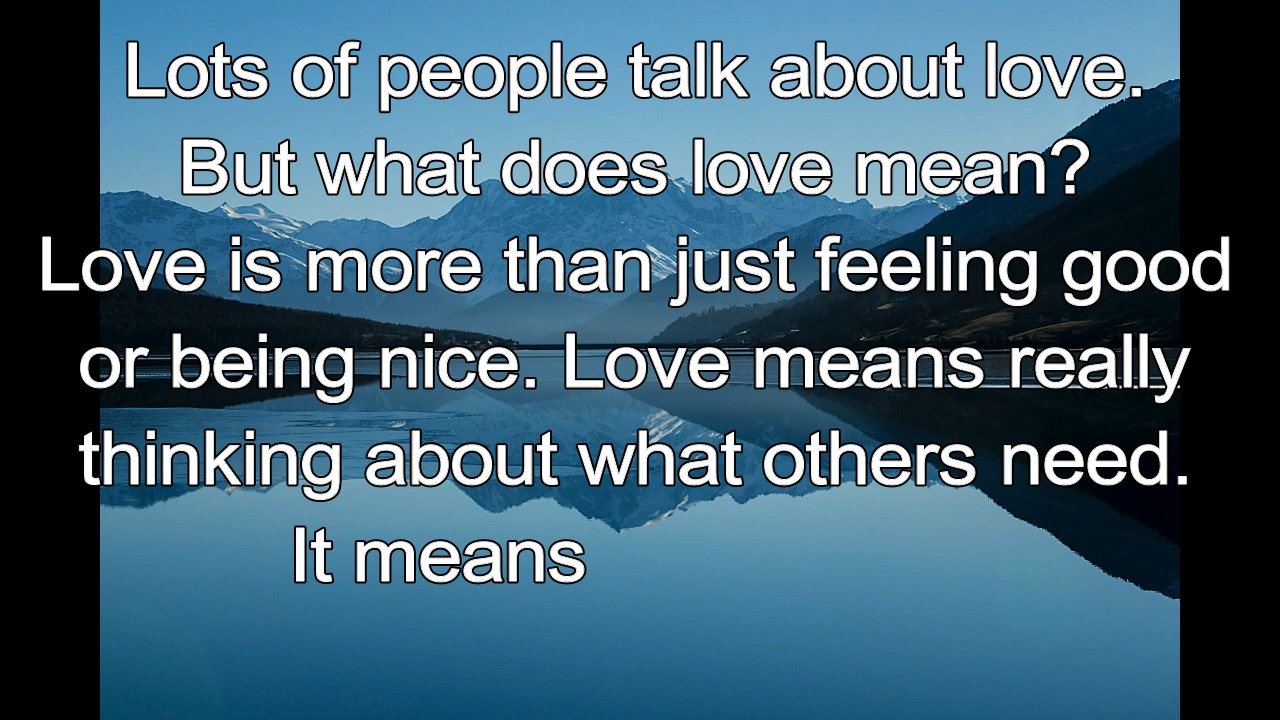 Lots of people talk about love.
But what does love mean?
Love is more than just feeling good
or being nice. Love means really
thinking about what others need.
It means